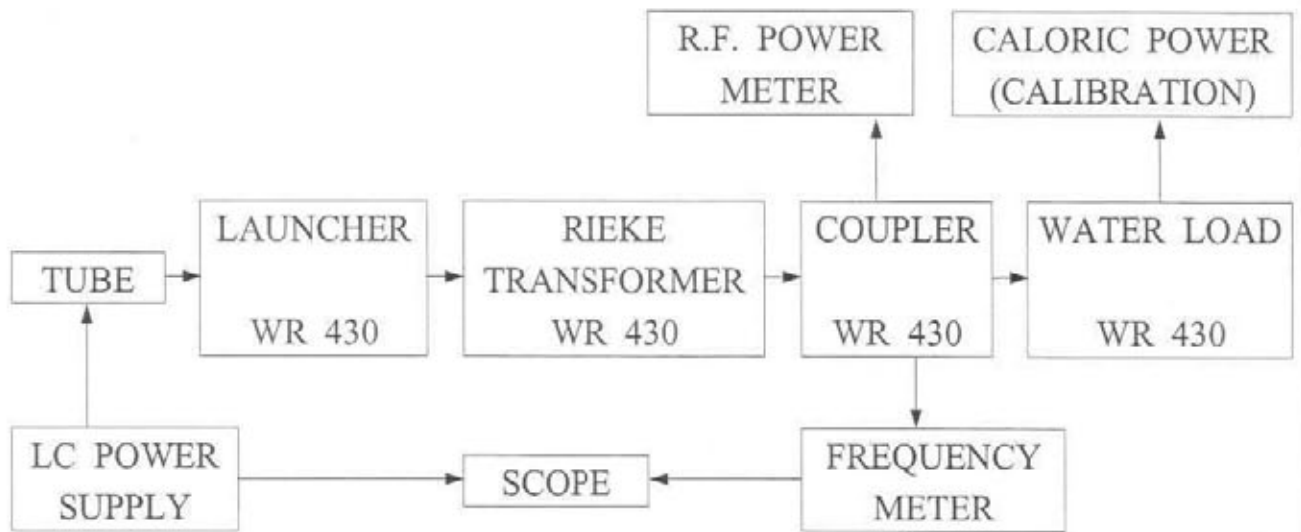 R.F. POWER
METER
CALORIC POWER
(CALIBRATION)
TUBE
LAUNCHER
WR 430
RIEKE
TRANSFORMER
WR 430
COUPLER
WR 430
WATER LOAD
WR 430
LC POWER
SUPPLY
SCOPE
FREQUENCY
METER